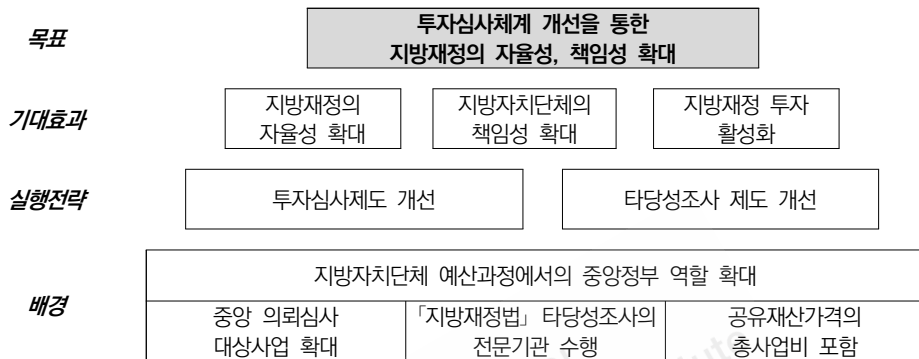 목표
투자심사체계 개선을 통한
지방재정의 자율성, 책임성 확대
기대효과
지방재정의
자율성 확대
지방자치단체의
책임성 확대
지방재정 투자
활성화
실행전략
투자심사제도 개선
타당성조사 제도 개선
배경
지방자치단체 예산과정에서의 중앙정부 역할 확대
중앙 의뢰심사
대상사업 확대
「지방재정법」 타당성조사의
전문기관 수행
공유재산가격의
총사업비 포함